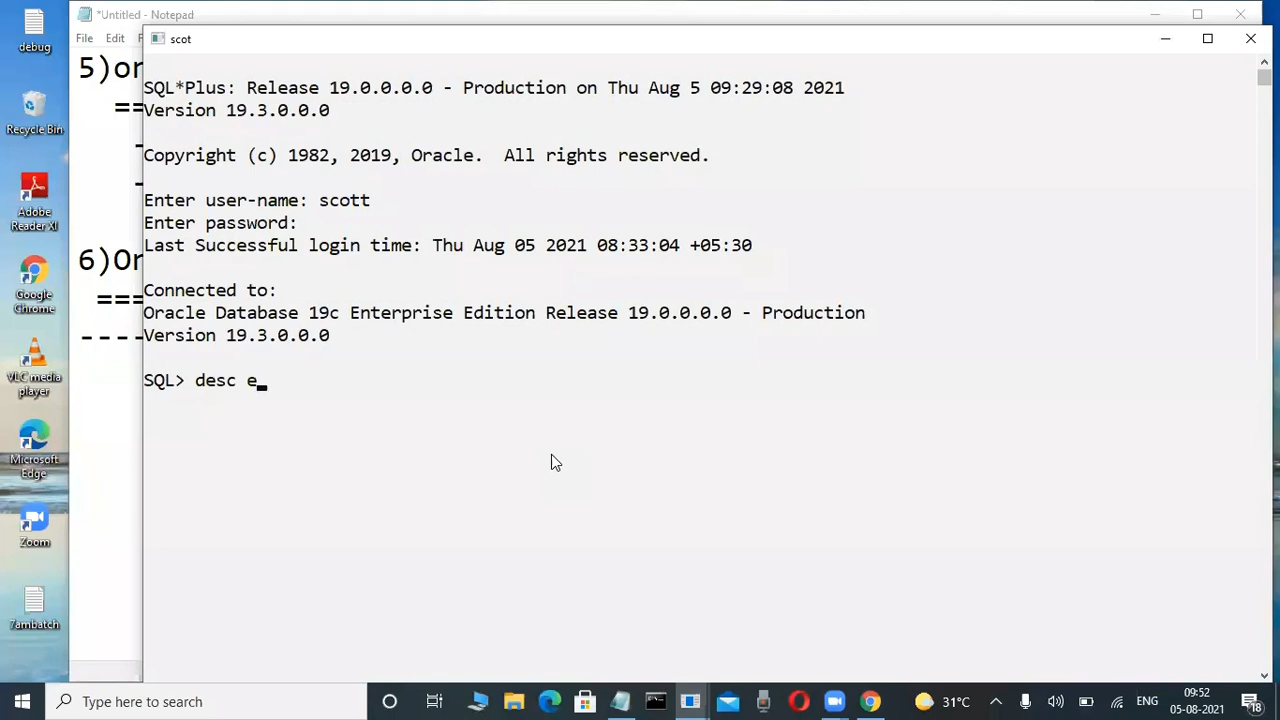 debug
Recycle Bin
Adobe
Reader XI
Google
Chrome
VLC media
player
Microsoft
Edge
Zoom
7ambatch
*Untitled - Notepad
File Edit F
5)or
==
-
-
6)Or
===
----
scot
SQL*Plus: Release 19.0.0.0.0 - Production on Thu Aug 5 09:29:08 2021
Version 19.3.0.0.0
Copyright (c) 1982, 2019, Oracle.  All rights reserved.
Enter user-name: scott
Enter password:
Last Successful login time: Thu Aug 05 2021 08:33:04 +05:30
Connected to:
Oracle Database 19c Enterprise Edition Release 19.0.0.0.0 - Production
Version 19.3.0.0.0
SQL> desc e_
Type here to search
31°C
ENG
09:52
05-08-2021
18